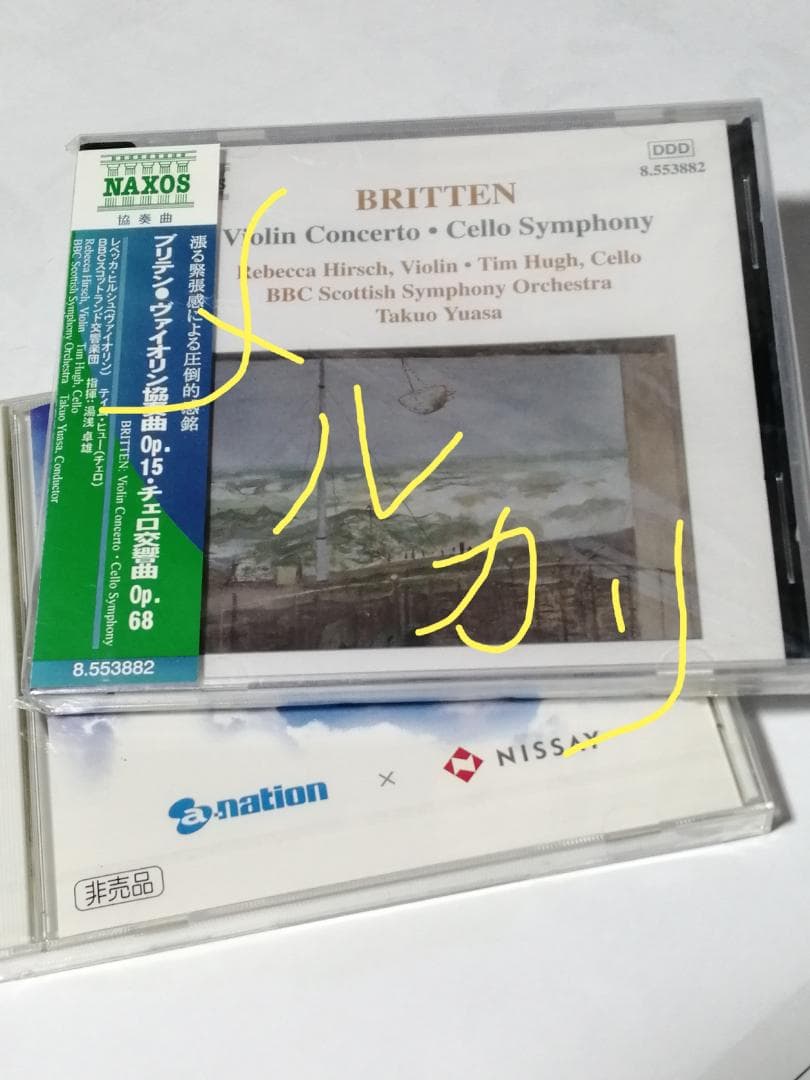 NAXOS
協奏曲
漲る緊張感による圧倒的感銘
ブリテン●ヴァイオリン協奏曲 Op.15・チェロ交響曲 Op.68
BRITTEN: Violin Concerto・Cello Symphony
レベッカ・ヒルシュ(ヴァイオリン) ティム・ヒュー(チェロ)
BBCスコットランド交響楽団 指揮:湯浅 卓雄
Rebecca Hirsch, Violin Tim Hugh, Cello
BBC Scottish Symphony Orchestra Takuo Yuasa, Conductor
8.553882
DDD
8.553882
BRITTEN
Violin Concerto • Cello Symphony
Rebecca Hirsch, Violin • Tim Hugh, Cello
BBC Scottish Symphony Orchestra
Takuo Yuasa
メルカリ
a-nation × NISSAY
非売品